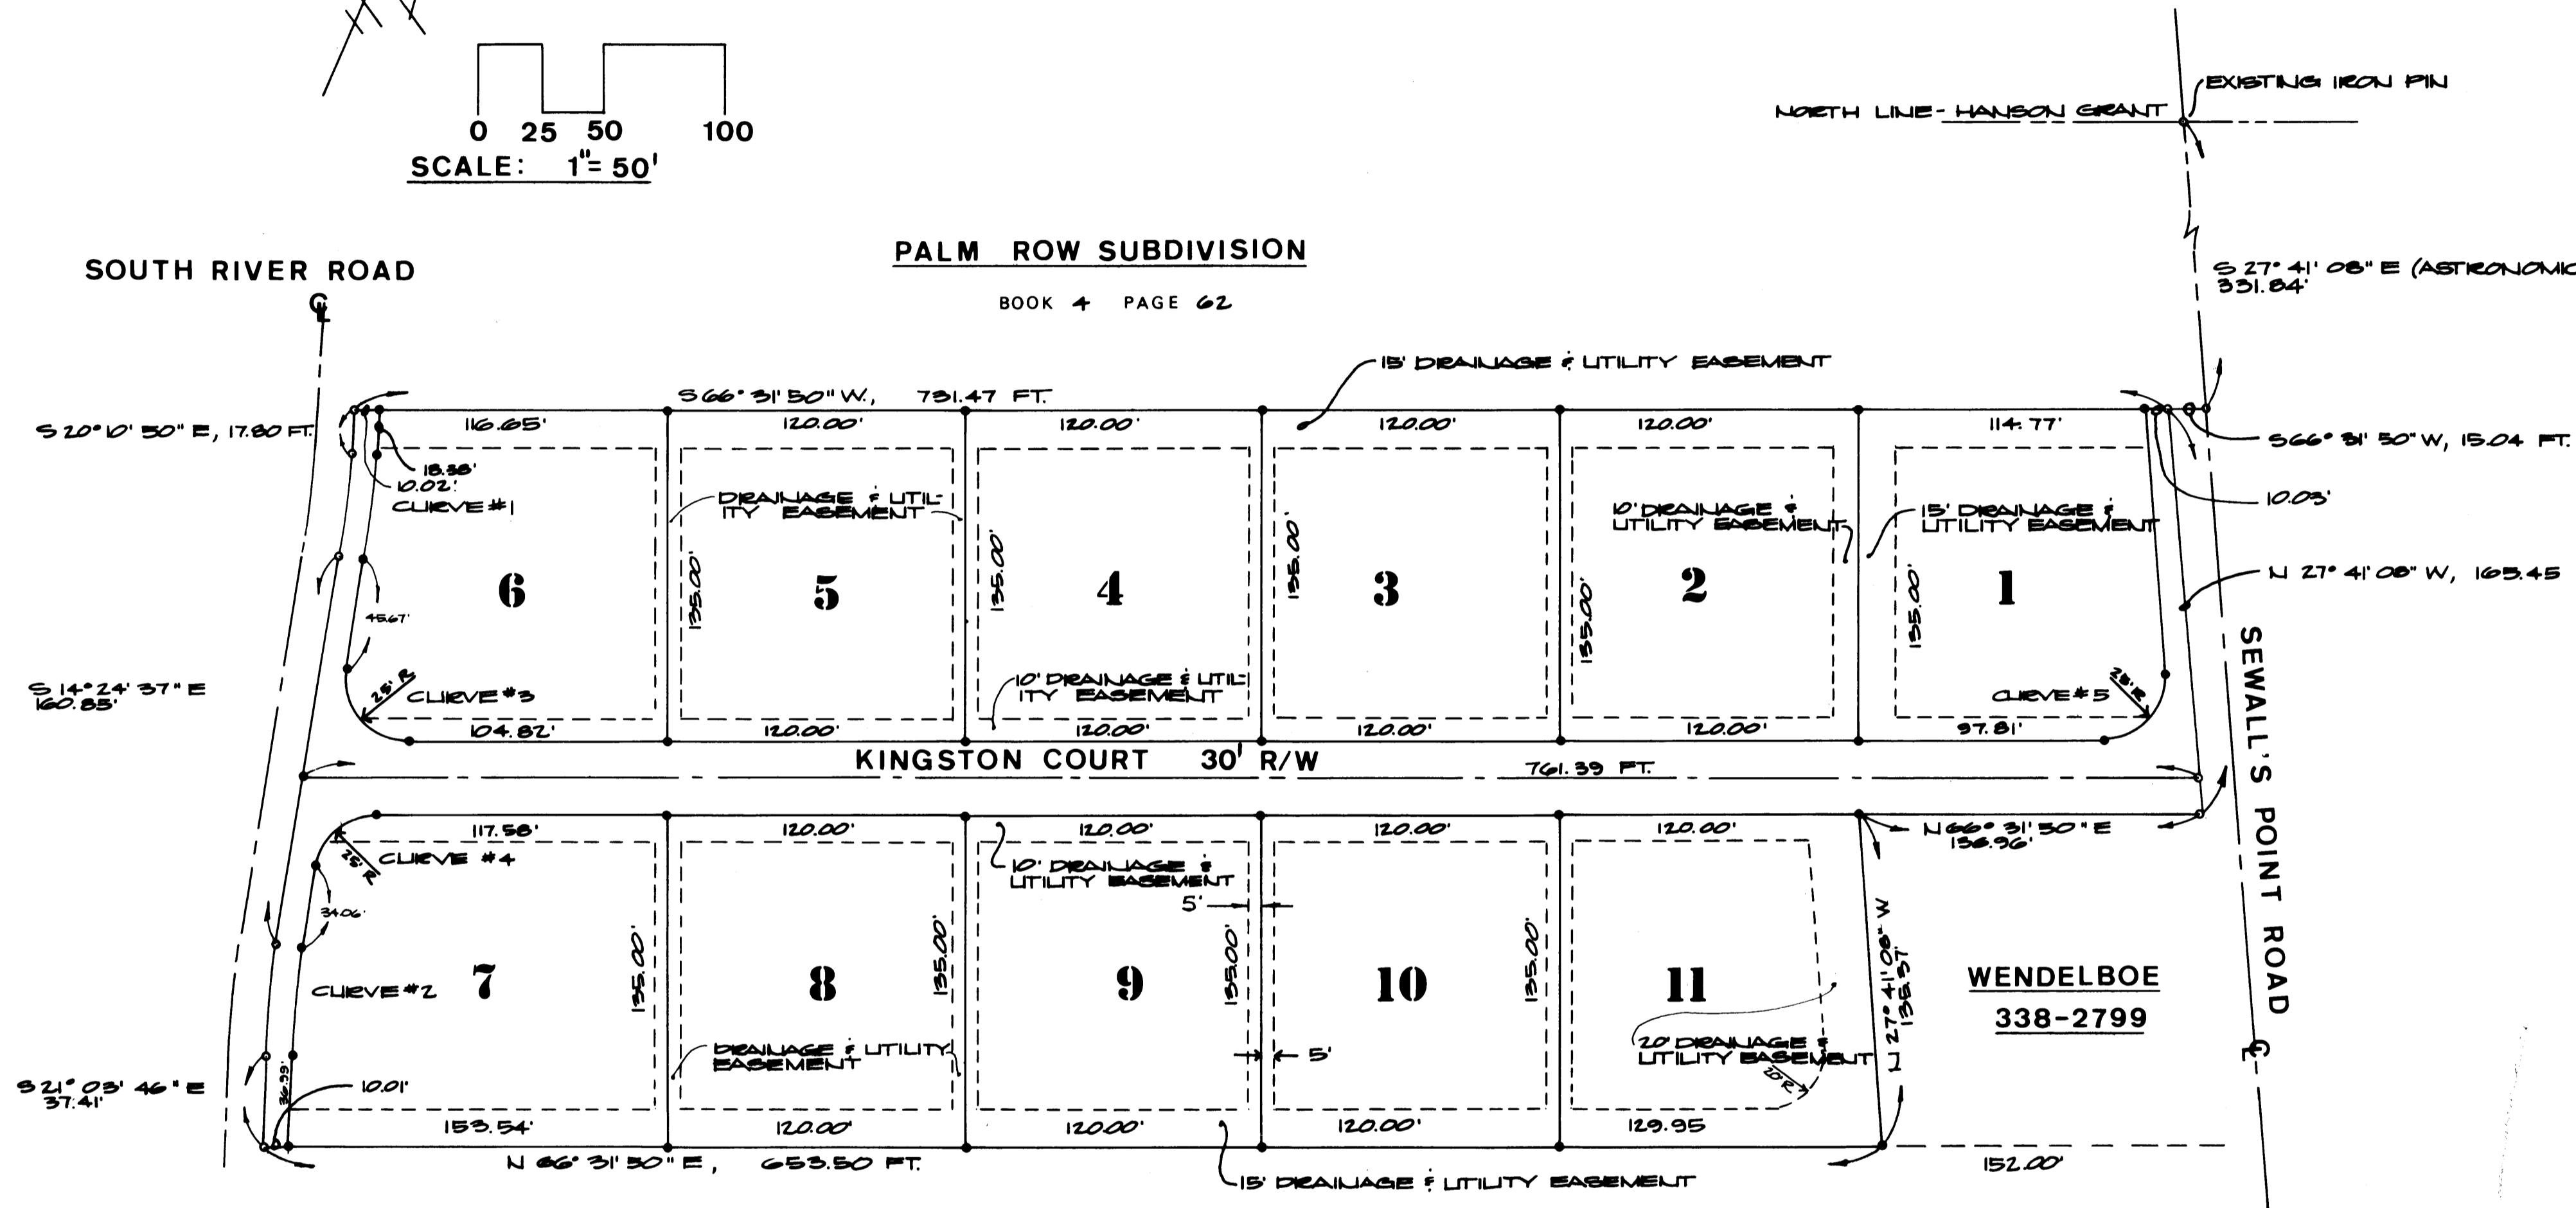 0 25 50 100
SCALE: 1"= 50'
EXISTING IRON PIN
NORTH LINE - HANSON GRANT
PALM ROW SUBDIVISION
BOOK 4 PAGE 62
SOUTH RIVER ROAD
℄
S 27° 41' 08" E (ASTRONOMIC
331.84'
15' DRAINAGE & UTILITY EASEMENT
S 66° 31' 50" W., 731.47 FT.
S 20° 10' 50" E, 17.80 FT.
116.65'
120.00'
120.00'
120.00'
120.00'
114.77'
S 66° 31' 50" W, 15.04 FT.
18.38'
10.02'
CURVE #1
DRAINAGE & UTIL-
ITY EASEMENT
10' DRAINAGE &
UTILITY EASEMENT
15' DRAINAGE &
UTILITY EASEMENT
10.03'
N 27° 41' 08" W, 165.45
6
5
4
3
2
1
135.00'
135.00'
135.00'
135.00'
135.00'
45.67'
S 14° 24' 37" E
160.85'
25' R
CURVE #3
10' DRAINAGE & UTIL-
ITY EASEMENT
CURVE #5
25' R
104.82'
120.00'
120.00'
120.00'
120.00'
97.81'
KINGSTON COURT 30' R/W
761.39 FT.
SEWALL'S POINT ROAD
℄
117.58'
120.00'
120.00'
120.00'
120.00'
N 66° 31' 50" E
136.96'
25' R
CURVE #4
10' DRAINAGE &
UTILITY EASEMENT
5'
34.06'
135.00'
135.00'
135.00'
135.00'
N 27° 41' 08" W
135.37'
CURVE #2
7
8
9
10
11
WENDELBOE
338-2799
DRAINAGE & UTILITY
EASEMENT
5'
20' DRAINAGE &
UTILITY EASEMENT
20' R
S 21° 03' 46" E
37.41'
36.99'
10.01'
153.54'
120.00'
120.00'
120.00'
129.95
N 66° 31' 50" E, 653.50 FT.
15' DRAINAGE & UTILITY EASEMENT
152.00'